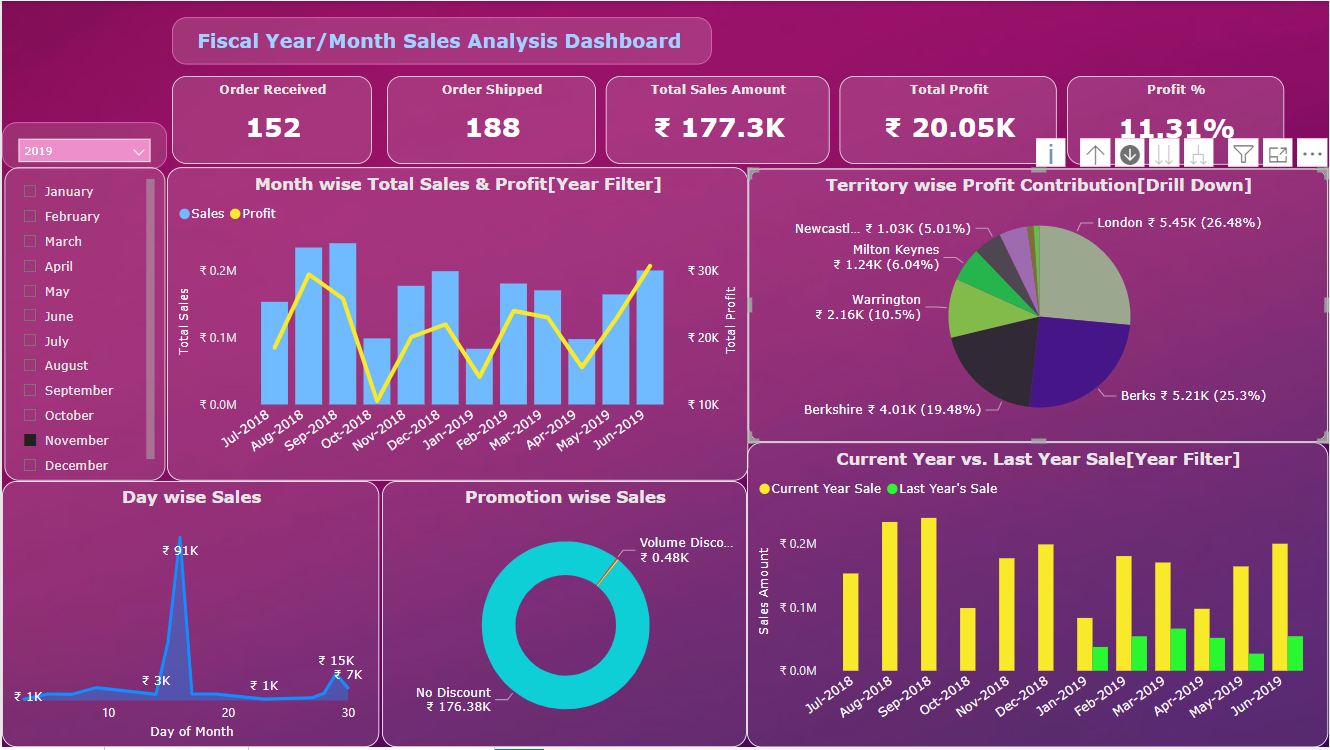 Fiscal Year/Month Sales Analysis Dashboard
Order Received
152
Order Shipped
188
Total Sales Amount
₹ 177.3K
Total Profit
₹ 20.05K
Profit %
11.31%
2019
January
February
March
April
May
June
July
August
September
October
November
December
Month wise Total Sales & Profit[Year Filter]
Sales Profit
Total Sales
₹ 0.2M
₹ 0.1M
₹ 0.0M
₹ 30K
₹ 20K
₹ 10K
Total Profit
Jul-2018
Aug-2018
Sep-2018
Oct-2018
Nov-2018
Dec-2018
Jan-2019
Feb-2019
Mar-2019
Apr-2019
May-2019
Jun-2019
i
Territory wise Profit Contribution[Drill Down]
London ₹ 5.45K (26.48%)
Newcastl... ₹ 1.03K (5.01%)
Milton Keynes
₹ 1.24K (6.04%)
Warrington
₹ 2.16K (10.5%)
Berks ₹ 5.21K (25.3%)
Berkshire ₹ 4.01K (19.48%)
Day wise Sales
₹ 91K
₹ 15K
₹ 7K
₹ 3K
₹ 1K
₹ 1K
10
20
30
Day of Month
Promotion wise Sales
Volume Disco...
₹ 0.48K
No Discount
₹ 176.38K
Current Year vs. Last Year Sale[Year Filter]
Current Year Sale Last Year's Sale
Sales Amount
₹ 0.2M
₹ 0.1M
₹ 0.0M
Jul-2018
Aug-2018
Sep-2018
Oct-2018
Nov-2018
Dec-2018
Jan-2019
Feb-2019
Mar-2019
Apr-2019
May-2019
Jun-2019